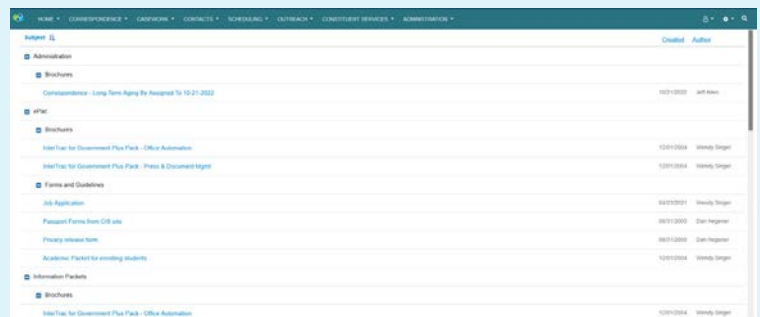 HOME CORRESPONDENCE CASEWORK CONTACTS SCHEDULING OUTREACH CONSTITUENT SERVICES ADMINISTRATION
Subject Created Author
Administration
Brochures
Correspondence - Long Term Aging By Assigned To 10-21-2022 10/21/2022 Jeff Allen
ePac
Brochures
InterTrac for Government Plus Pack - Office Automation 12/01/2004 Wendy Singer
InterTrac for Government Plus Pack - Press & Document Mgmt 12/01/2004 Wendy Singer
Forms and Guidelines
Job Application Wendy Singer
Passport Forms from CIS site Dan hegener
Privacy release form Dan hegener
Academic Packet for enrolling students 12/01/2004 Wendy Singer
Information Packets
Brochures
InterTrac for Government Plus Pack - Office Automation 12/01/2004 Wendy Singer